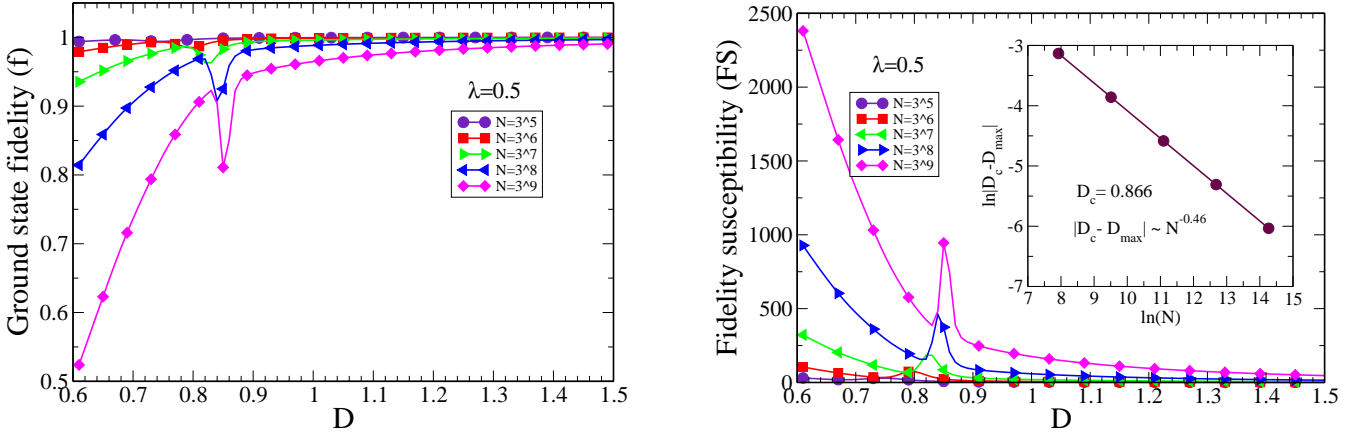 Ground state fidelity (f)
1
0.9
0.8
0.7
0.6
0.5
λ=0.5
N=3^5
N=3^6
N=3^7
N=3^8
N=3^9
0.6 0.7 0.8 0.9 1 1.1 1.2 1.3 1.4 1.5
D
Fidelity susceptibility (FS)
2500
2000
1500
1000
500
0
λ=0.5
N=3^5
N=3^6
N=3^7
N=3^8
N=3^9
0.6 0.7 0.8 0.9 1 1.1 1.2 1.3 1.4 1.5
D
ln|D_c-D_max|
-3
-4
-5
-6
-7
D_c= 0.866
|D_c - D_max| ~ N^-0.46
7 8 9 10 11 12 13 14 15
ln(N)